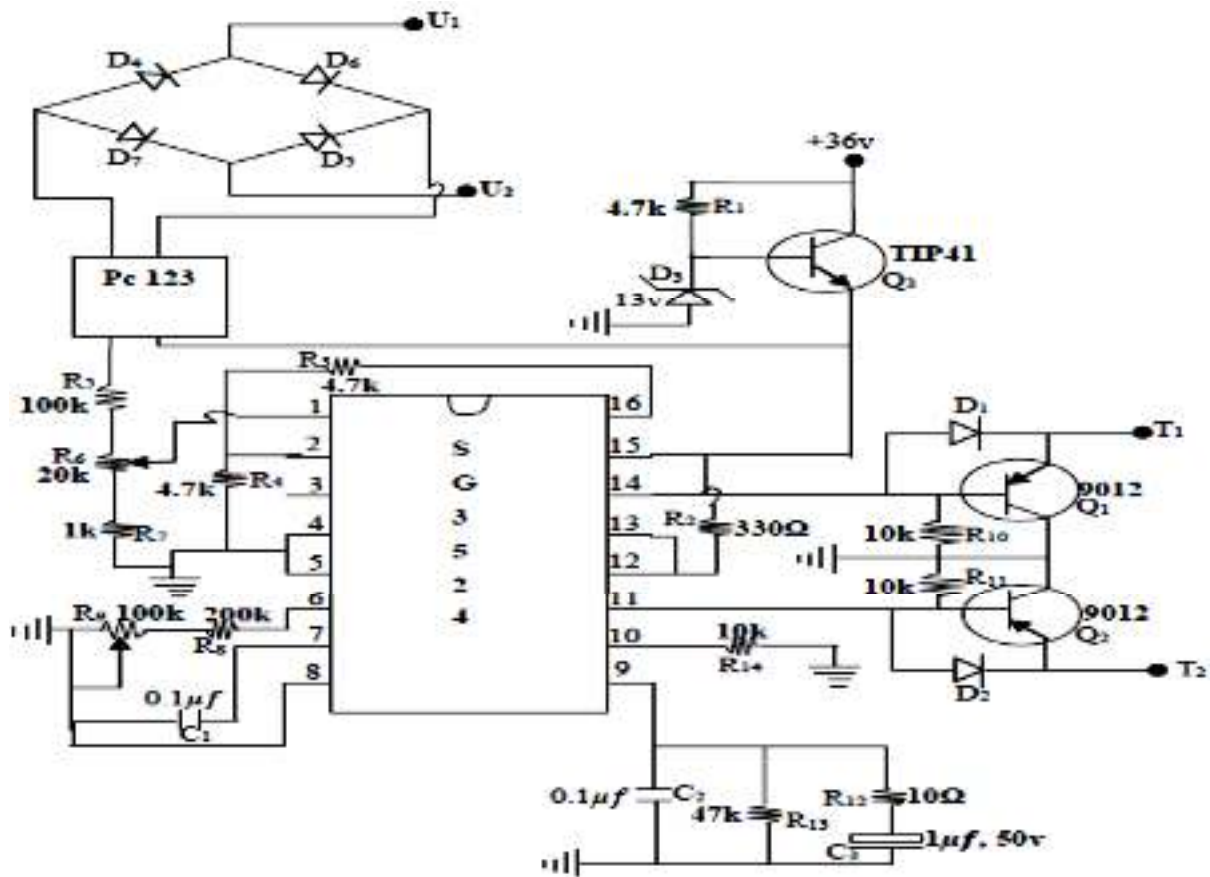 U₁
D₄ D₆
D₇ D₅
U₂
+36v
4.7k R₁
TIP41
Q₃
D₃
13v
Pc 123
R₅
100k
R₃
4.7k
1 16
2 S 15
R₆
20k
4.7k R₄
G
3 3 14
1k R₇
4 5 13
R₂ 330Ω
5 2 12
6 4 11
R₉ 100k 200k
R₈
7 10
8 9
0.1μf
C₁
10k
R₁₄
D₁
T₁
9012
Q₁
10k R₁₀
10k R₁₁
9012
Q₂
D₂
T₂
0.1μf C₂
47k R₁₃
R₁₂ 10Ω
C₃ 1μf, 50v